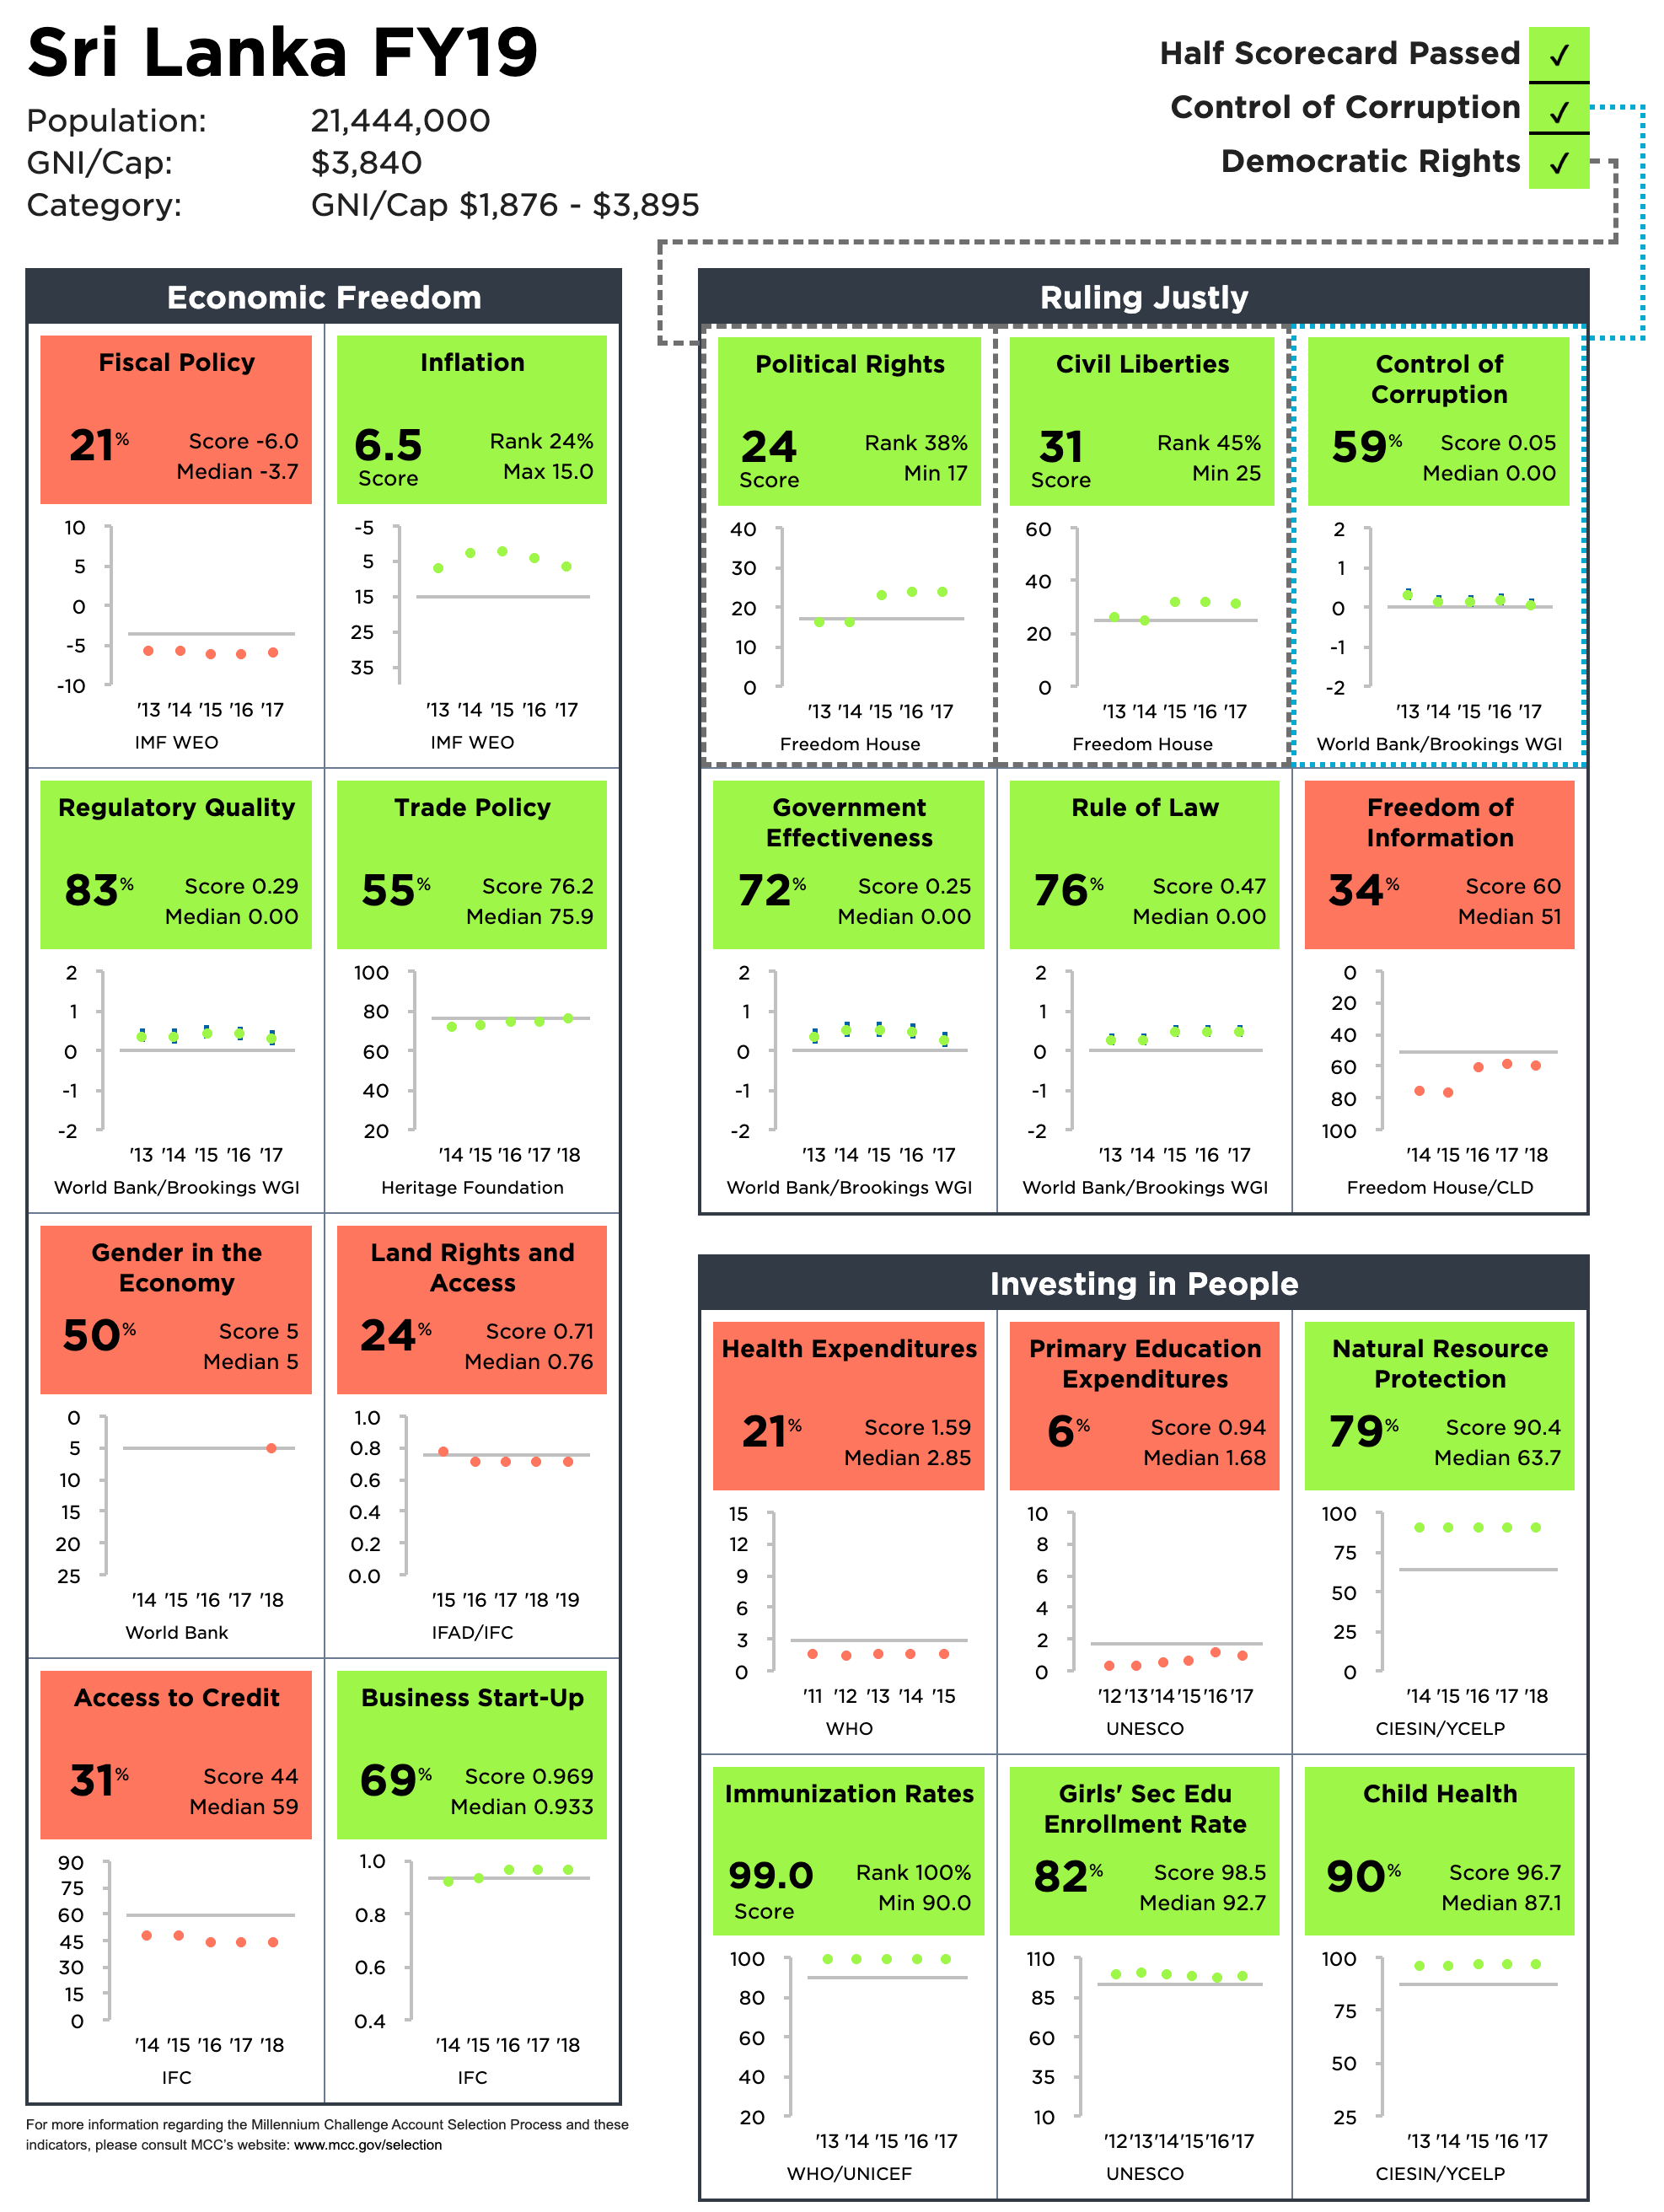 Sri Lanka FY19
Population: 21,444,000
GNI/Cap: $3,840
Category: GNI/Cap $1,876 - $3,895
Half Scorecard Passed ✓
Control of Corruption ✓
Democratic Rights ✓
Economic Freedom
Fiscal Policy
21% Score -6.0
Median -3.7
10
5
0
-5
-10
'13 '14 '15 '16 '17
IMF WEO
Inflation
6.5 Rank 24%
Score Max 15.0
-5
5
15
25
35
'13 '14 '15 '16 '17
IMF WEO
Regulatory Quality
83% Score 0.29
Median 0.00
2
1
0
-1
-2
'13 '14 '15 '16 '17
World Bank/Brookings WGI
Trade Policy
55% Score 76.2
Median 75.9
100
80
60
40
20
'14 '15 '16 '17 '18
Heritage Foundation
Gender in the
Economy
50% Score 5
Median 5
0
5
10
15
20
25
'14 '15 '16 '17 '18
World Bank
Land Rights and
Access
24% Score 0.71
Median 0.76
1.0
0.8
0.6
0.4
0.2
0.0
'15 '16 '17 '18 '19
IFAD/IFC
Access to Credit
31% Score 44
Median 59
90
75
60
45
30
15
0
'14 '15 '16 '17 '18
IFC
Business Start-Up
69% Score 0.969
Median 0.933
1.0
0.8
0.6
0.4
'14 '15 '16 '17 '18
IFC
For more information regarding the Millennium Challenge Account Selection Process and these
indicators, please consult MCC's website: www.mcc.gov/selection
Ruling Justly
Political Rights
24 Rank 38%
Score Min 17
40
30
20
10
0
'13 '14 '15 '16 '17
Freedom House
Civil Liberties
31 Rank 45%
Score Min 25
60
40
20
0
'13 '14 '15 '16 '17
Freedom House
Control of
Corruption
59% Score 0.05
Median 0.00
2
1
0
-1
-2
'13 '14 '15 '16 '17
World Bank/Brookings WGI
Government
Effectiveness
72% Score 0.25
Median 0.00
2
1
0
-1
-2
'13 '14 '15 '16 '17
World Bank/Brookings WGI
Rule of Law
76% Score 0.47
Median 0.00
2
1
0
-1
-2
'13 '14 '15 '16 '17
World Bank/Brookings WGI
Freedom of
Information
34% Score 60
Median 51
0
20
40
60
80
100
'14 '15 '16 '17 '18
Freedom House/CLD
Investing in People
Health Expenditures
21% Score 1.59
Median 2.85
15
12
9
6
3
0
'11 '12 '13 '14 '15
WHO
Primary Education
Expenditures
6% Score 0.94
Median 1.68
10
8
6
4
2
0
'12 '13 '14 '15 '16 '17
UNESCO
Natural Resource
Protection
79% Score 90.4
Median 63.7
100
75
50
25
0
'14 '15 '16 '17 '18
CIESIN/YCELP
Immunization Rates
99.0 Rank 100%
Score Min 90.0
100
80
60
40
20
'13 '14 '15 '16 '17
WHO/UNICEF
Girls' Sec Edu
Enrollment Rate
82% Score 98.5
Median 92.7
110
85
60
35
10
'12 '13 '14 '15 '16 '17
UNESCO
Child Health
90% Score 96.7
Median 87.1
100
75
50
25
'13 '14 '15 '16 '17
CIESIN/YCELP